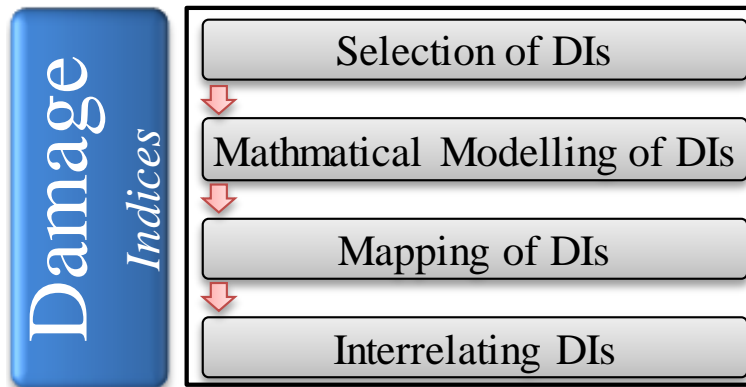 Damage
Indices
Selection of DIs
Mathmatical Modelling of DIs
Mapping of DIs
Interrelating DIs